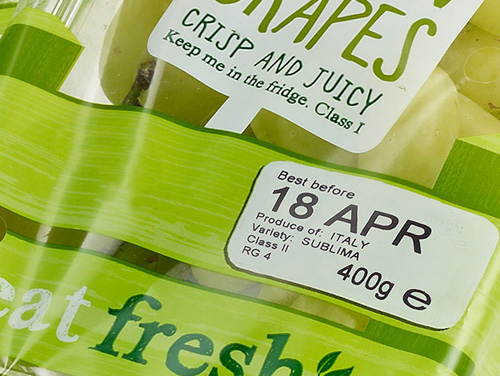 GRAPES
CRISP AND JUICY
Keep me in the fridge. Class I
Best before
18 APR
Produce of: ITALY
Variety: SUBLIMA
Class II
RG 4
400g e
eat fresh